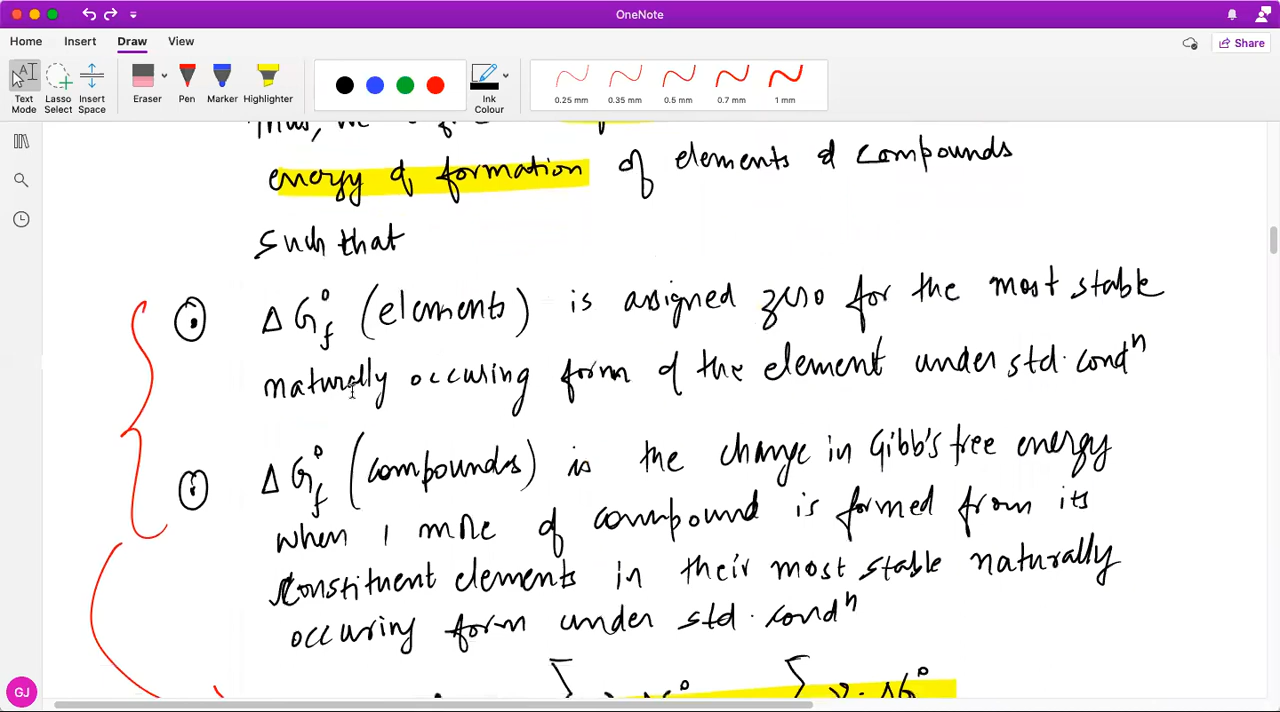 OneNote
Home Insert Draw View
Share
Text Mode
Lasso Select
Insert Space
Eraser
Pen
Marker
Highlighter
Ink Colour
0.25 mm 0.35 mm 0.5 mm 0.7 mm 1 mm
Thus, we
energy of formation of elements & compounds
Such that
ΔG°f (elements) is assigned zero for the most stable
naturally occuring form of the element under std. condⁿ
ΔG°f (compounds) is the change in Gibb's free energy
when 1 mole of compound is formed from its
constituent elements in their most stable naturally
occuring form under std. condⁿ
GJ